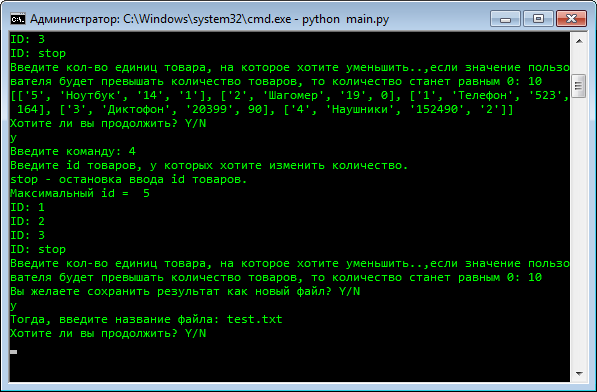 Администратор: C:\Windows\system32\cmd.exe - python main.py
ID: 3
ID: stop
Введите кол-во единиц товара, на которое хотите уменьшить..,если значение пользо
вателя будет превышать количество товаров, то количество станет равным 0: 10
[['5', 'Ноутбук', '14', '1'], ['2', 'Шагомер', '19', 0], ['1', 'Телефон', '523',
 164], ['3', 'Диктофон', '20399', 90], ['4', 'Наушники', '152490', '2']]
Хотите ли вы продолжить? Y/N
y
Введите команду: 4
Введите id товаров, у которых хотите изменить количество.
stop - остановка ввода id товаров.
Максимальный id =  5
ID: 1
ID: 2
ID: 3
ID: stop
Введите кол-во единиц товара, на которое хотите уменьшить..,если значение пользо
вателя будет превышать количество товаров, то количество станет равным 0: 10
Вы желаете сохранить результат как новый файл? Y/N
y
Тогда, введите название файла: test.txt
Хотите ли вы продолжить? Y/N